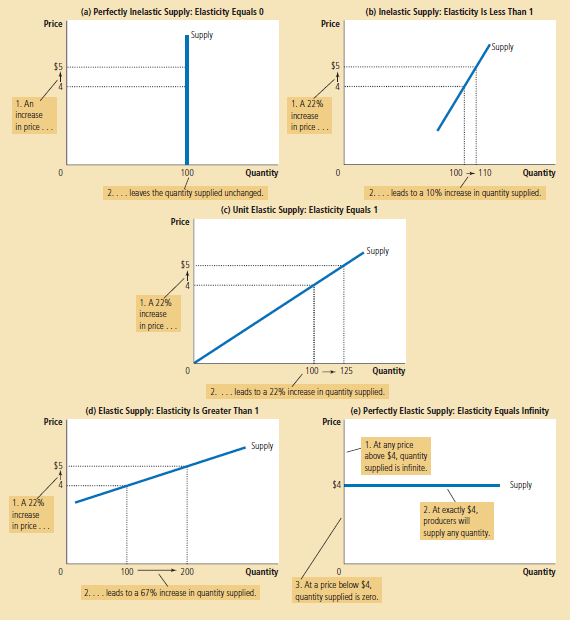 (a) Perfectly Inelastic Supply: Elasticity Equals 0
Price
Supply
$5
4
1. An
increase
in price . . .
0
100
Quantity
2. . . . leaves the quantity supplied unchanged.
(b) Inelastic Supply: Elasticity Is Less Than 1
Price
Supply
$5
4
1. A 22%
increase
in price . . .
0
100
110
Quantity
2. . . . leads to a 10% increase in quantity supplied.
(c) Unit Elastic Supply: Elasticity Equals 1
Price
Supply
$5
4
1. A 22%
increase
in price . . .
0
100
125
Quantity
2. . . . leads to a 22% increase in quantity supplied.
(d) Elastic Supply: Elasticity Is Greater Than 1
Price
Supply
$5
4
1. A 22%
increase
in price . . .
0
100
200
Quantity
2. . . . leads to a 67% increase in quantity supplied.
(e) Perfectly Elastic Supply: Elasticity Equals Infinity
Price
1. At any price
above $4, quantity
supplied is infinite.
$4
Supply
2. At exactly $4,
producers will
supply any quantity.
0
Quantity
3. At a price below $4,
quantity supplied is zero.